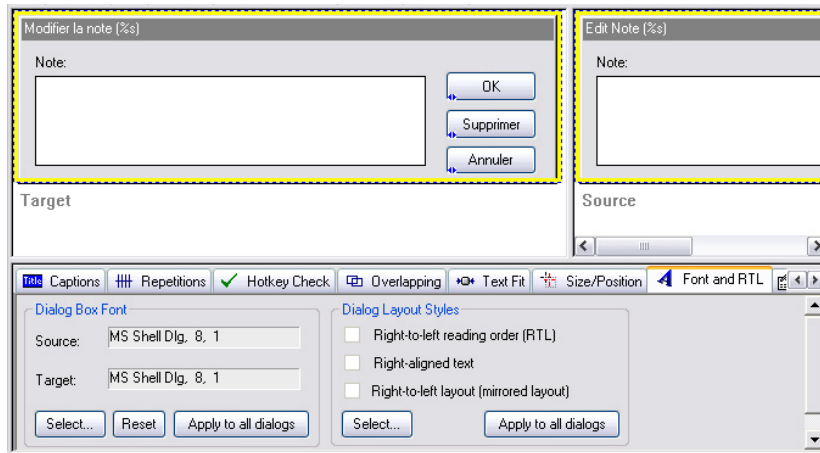 Modifier la note (%s)
Note:
OK
Supprimer
Annuler
Target
Edit Note (%s)
Note:
Source
Title Captions Repetitions Hotkey Check Overlapping Text Fit Size/Position Font and RTL
Dialog Box Font
Source: MS Shell Dlg, 8, 1
Target: MS Shell Dlg, 8, 1
Select... Reset Apply to all dialogs
Dialog Layout Styles
Right-to-left reading order (RTL)
Right-aligned text
Right-to-left layout (mirrored layout)
Select... Apply to all dialogs